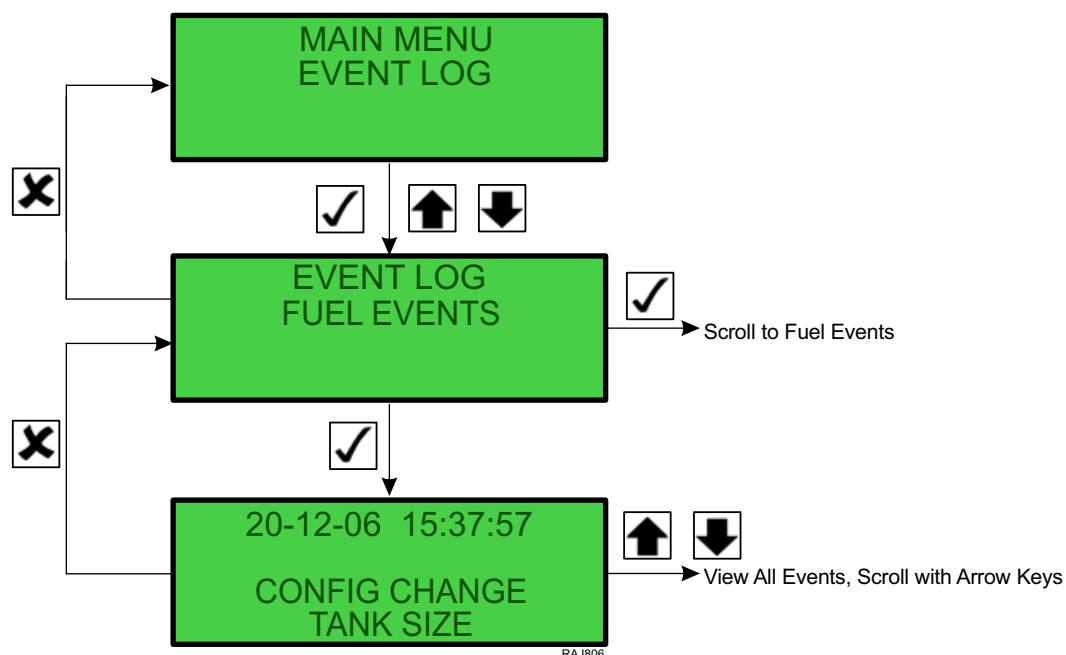 MAIN MENU
EVENT LOG
EVENT LOG
FUEL EVENTS
Scroll to Fuel Events
20-12-06 15:37:57
CONFIG CHANGE
TANK SIZE
View All Events, Scroll with Arrow Keys
RAJ806